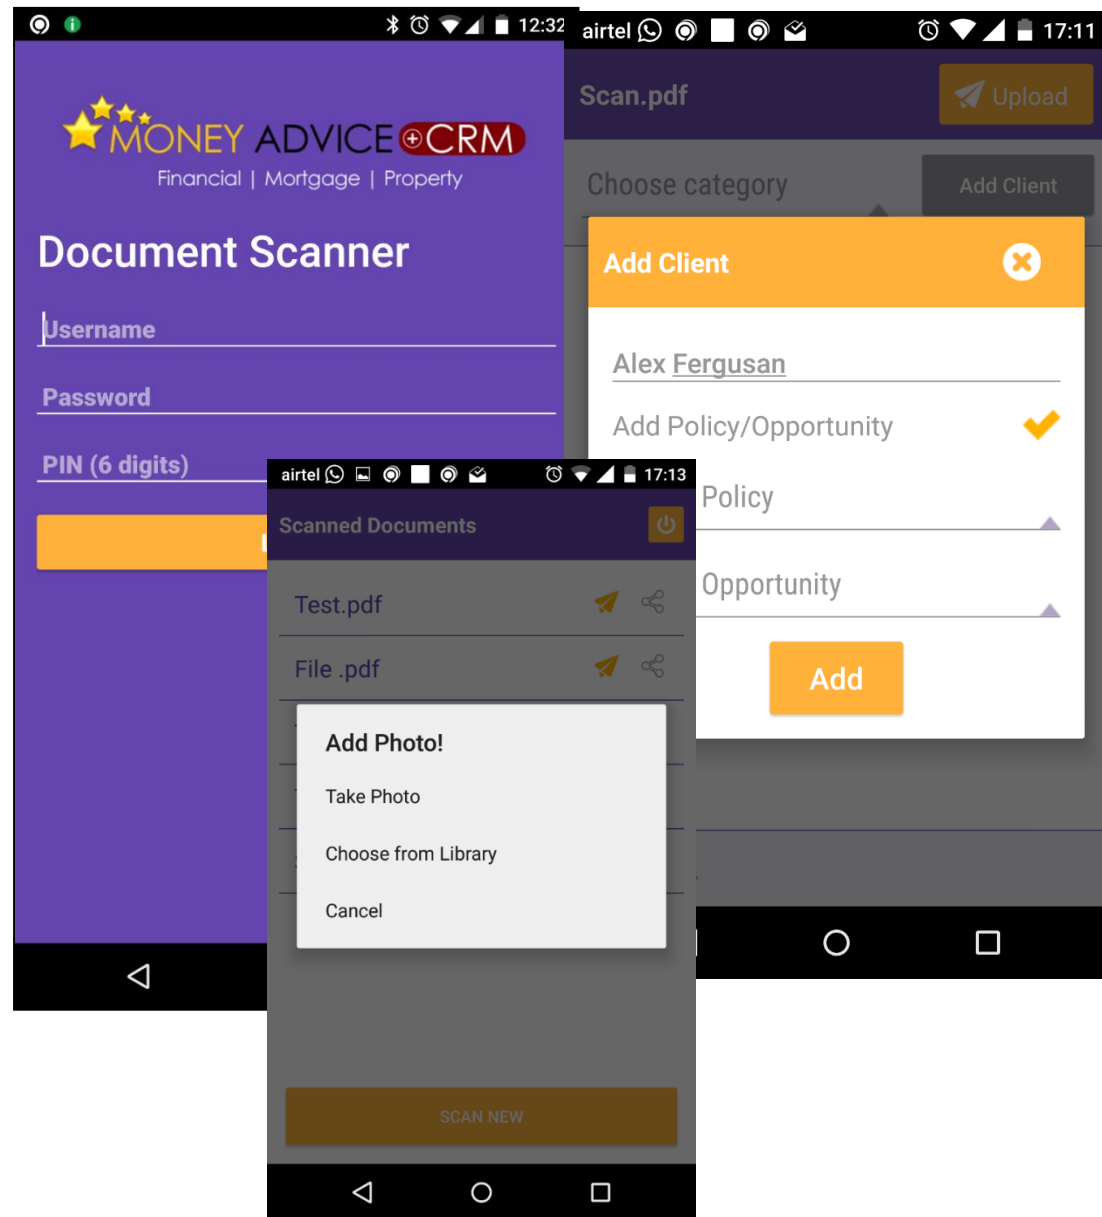 12:32
MONEY ADVICE CRM
Financial | Mortgage | Property
Document Scanner
Username
Password
PIN (6 digits)
airtel 17:11
Scan.pdf Upload
Choose category Add Client
Add Client
Alex Fergusan
Add Policy/Opportunity
Policy
Opportunity
Add
airtel 17:13
Scanned Documents
Test.pdf
File .pdf
Add Photo!
Take Photo
Choose from Library
Cancel
SCAN NEW